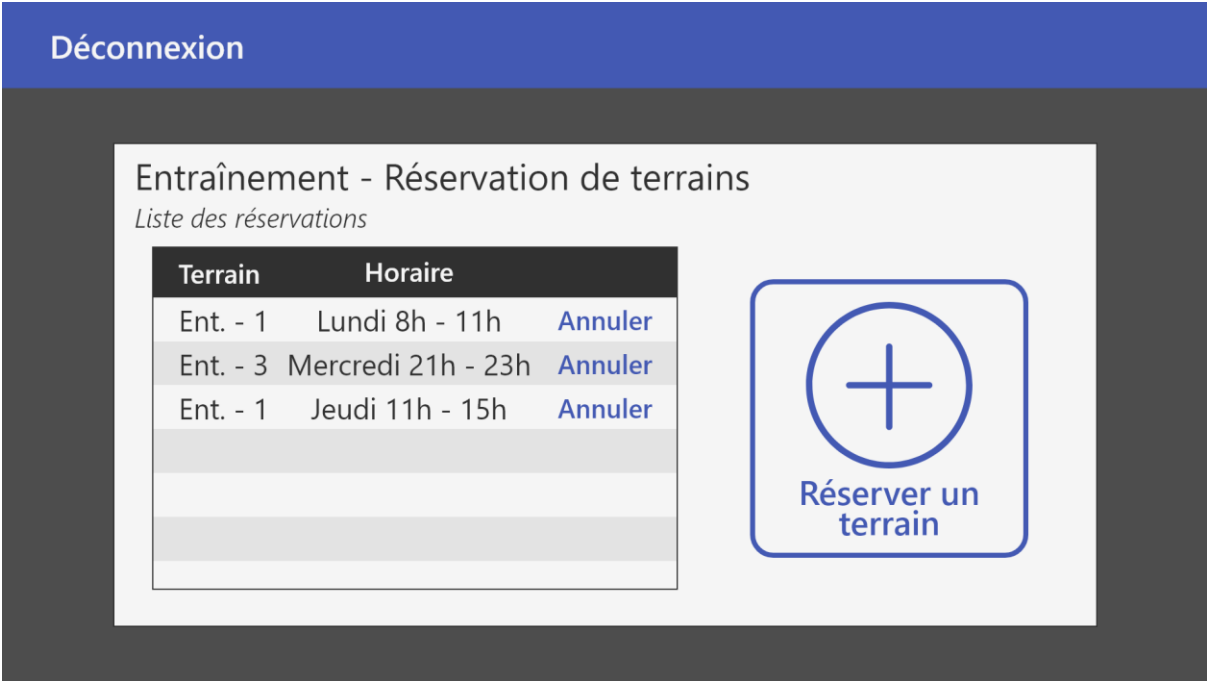 Déconnexion
Entraînement - Réservation de terrains
Liste des réservations
Terrain Horaire
Ent. - 1 Lundi 8h - 11h Annuler
Ent. - 3 Mercredi 21h - 23h Annuler
Ent. - 1 Jeudi 11h - 15h Annuler
Réserver un
terrain